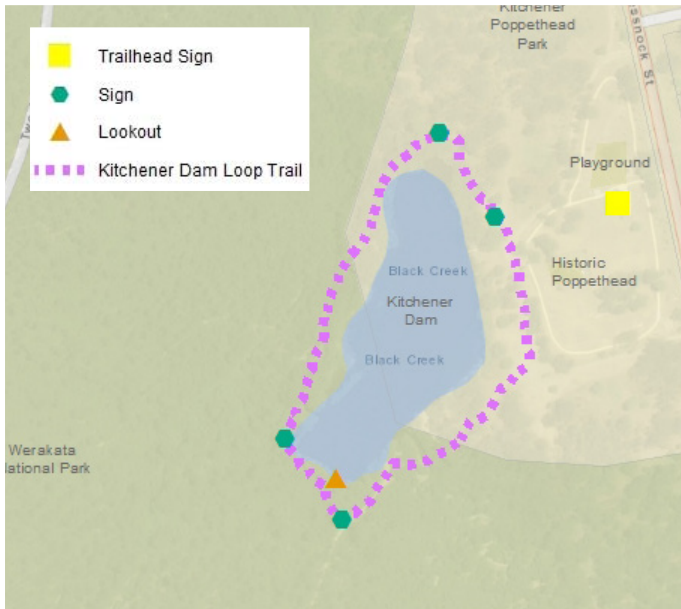 Kitchener
Poppethead
Park
Trailhead Sign
Sign
Lookout
Kitchener Dam Loop Trail
Playground
Historic
Poppethead
Black Creek
Kitchener
Dam
Black Creek
Werakata
National Park